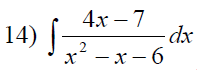 14) ∫ (4x – 7)/(x² – x – 6) dx